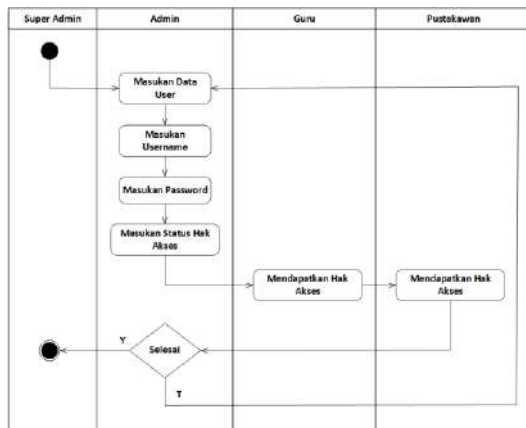 Super Admin
Admin
Guru
Pustakawan
Masukan Data
User
Masukan
Username
Masukan Password
Masukan Status Hak
Akses
Mendapatkan Hak
Akses
Mendapatkan Hak
Akses
Y
Selesai
T